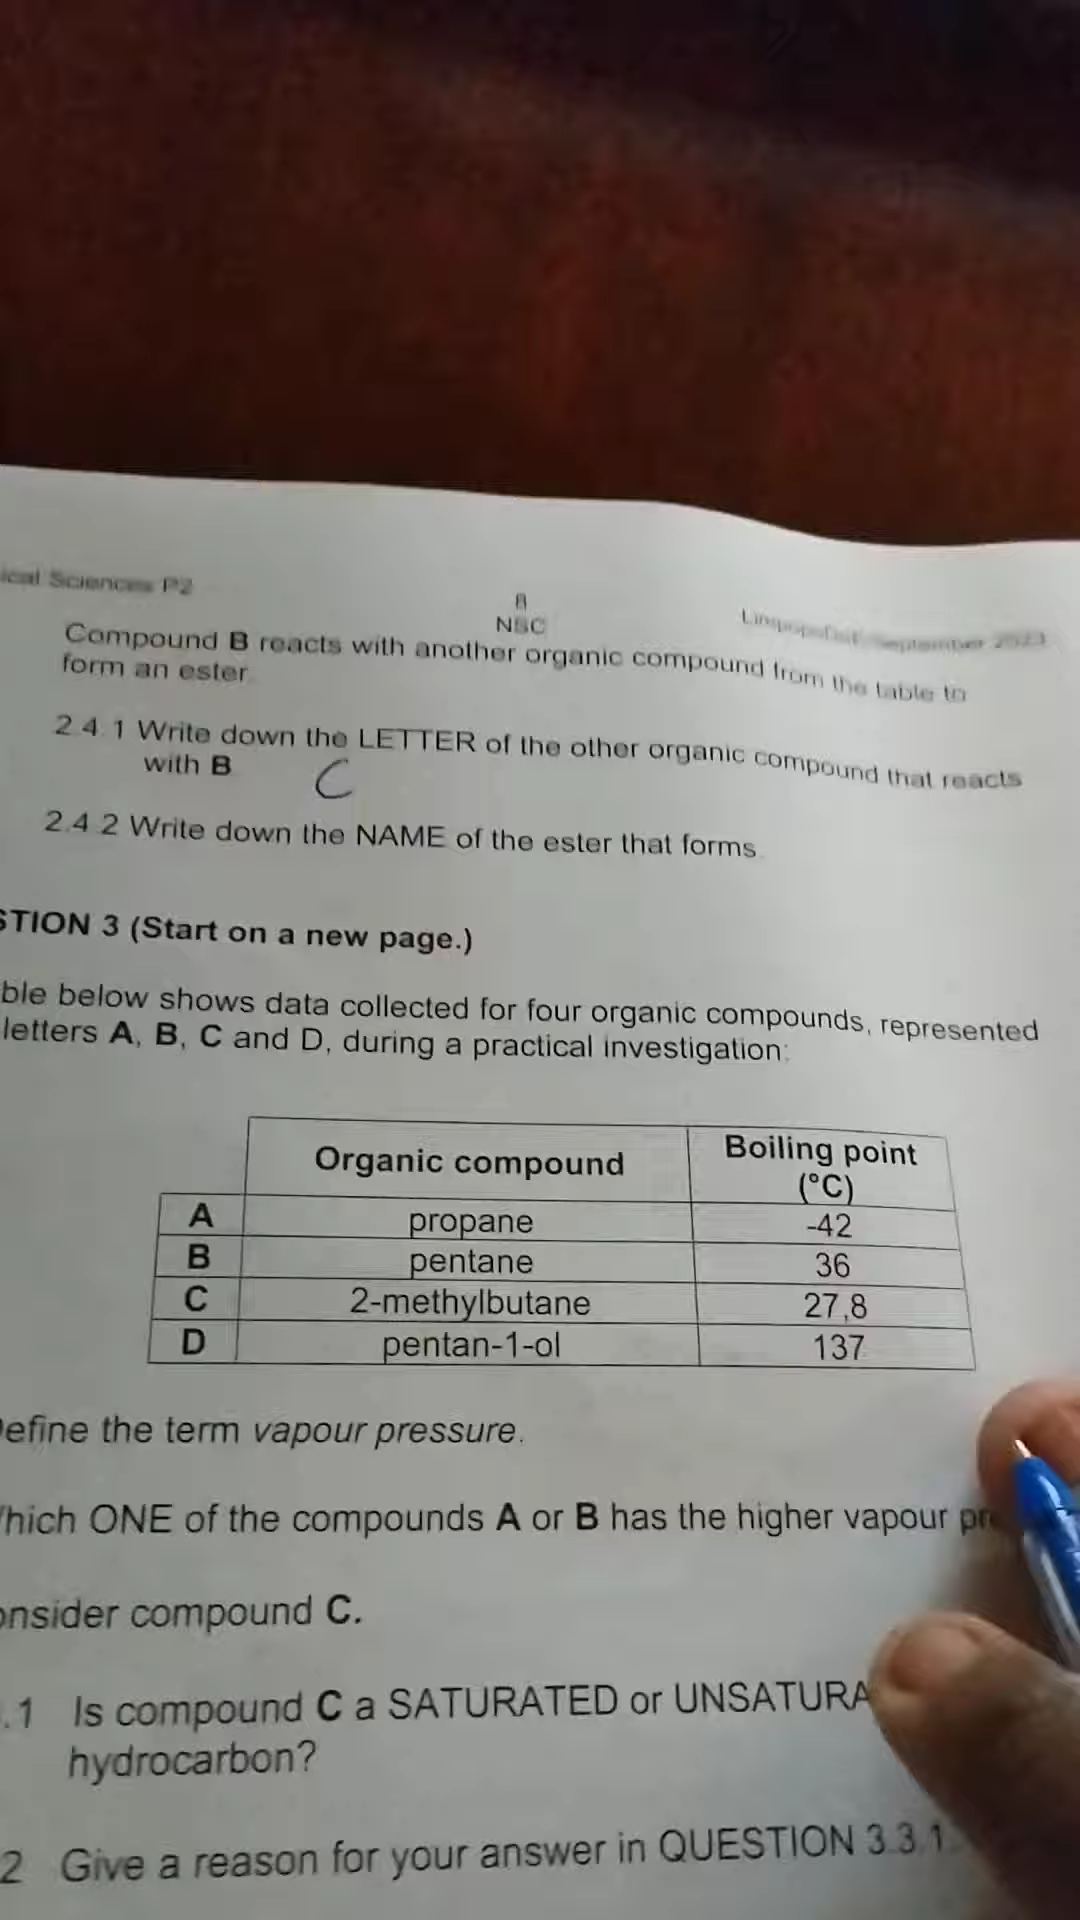 ical Sciences P2
8
NSC
Limpopo/DoE/September 2023
Compound B reacts with another organic compound from the table to
form an ester.
2.4.1 Write down the LETTER of the other organic compound that reacts
with B.
C
2.4.2 Write down the NAME of the ester that forms.
STION 3 (Start on a new page.)
ble below shows data collected for four organic compounds, represented
letters A, B, C and D, during a practical investigation:
Organic compound Boiling point
(°C)
A propane -42
B pentane 36
C 2-methylbutane 27,8
D pentan-1-ol 137
efine the term vapour pressure.
hich ONE of the compounds A or B has the higher vapour pre
onsider compound C.
.1 Is compound C a SATURATED or UNSATURA
hydrocarbon?
2 Give a reason for your answer in QUESTION 3.3.1.